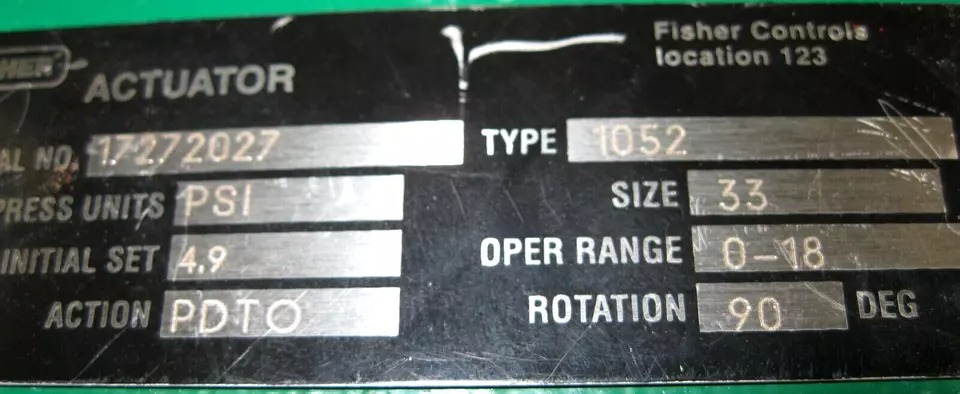 Fisher Controls
location 123
HER
ACTUATOR
AL NO. 17272027 TYPE 1052
PRESS UNITS PSI SIZE 33
INITIAL SET 4.9 OPER RANGE 0-18
ACTION PDTO ROTATION 90 DEG